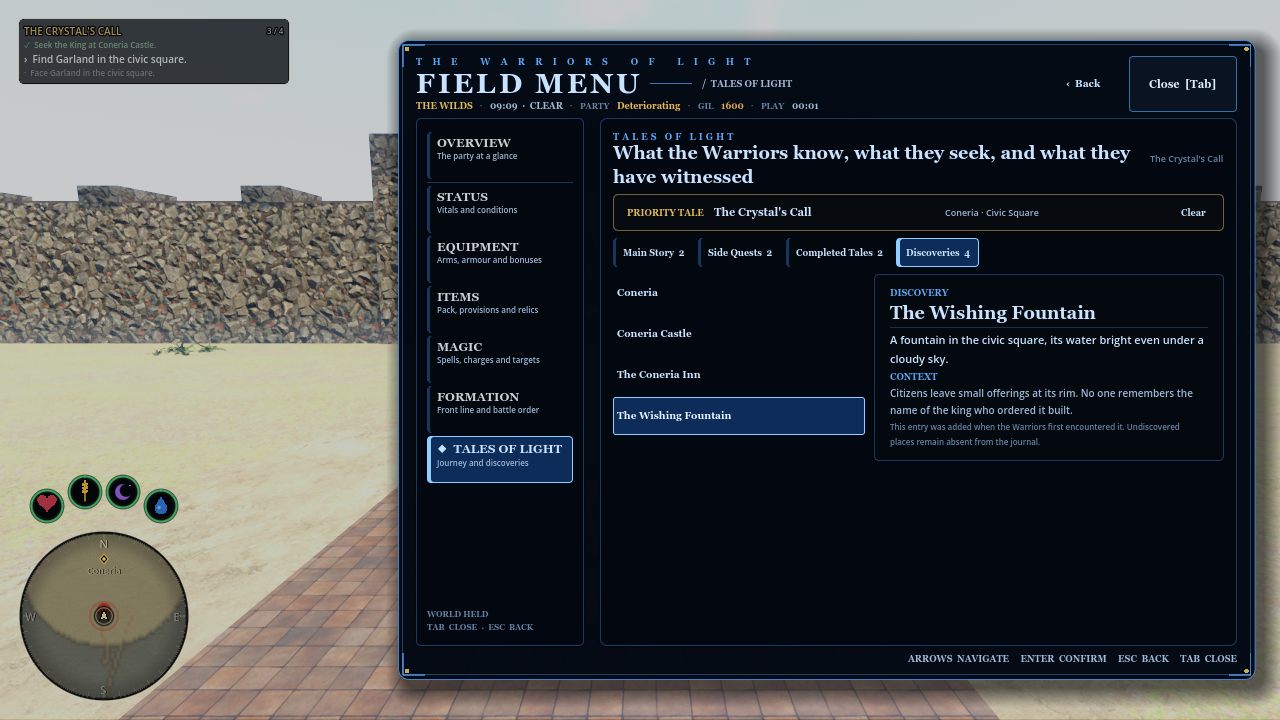 THE CRYSTAL'S CALL 3/4
✓ Seek the King at Coneria Castle.
› Find Garland in the civic square.
· Face Garland in the civic square.
THE WARRIORS OF LIGHT
FIELD MENU / TALES OF LIGHT
THE WILDS · 09:09 · CLEAR · PARTY Deteriorating · GIL 1600 · PLAY 00:01
‹ Back
Close [Tab]
OVERVIEW
The party at a glance
STATUS
Vitals and conditions
EQUIPMENT
Arms, armour and bonuses
ITEMS
Pack, provisions and relics
MAGIC
Spells, charges and targets
FORMATION
Front line and battle order
◆ TALES OF LIGHT
Journey and discoveries
WORLD HELD
TAB CLOSE · ESC BACK
TALES OF LIGHT
What the Warriors know, what they seek, and what they
have witnessed
The Crystal's Call
PRIORITY TALE The Crystal's Call Coneria · Civic Square Clear
Main Story 2 Side Quests 2 Completed Tales 2 Discoveries 4
Coneria
Coneria Castle
The Coneria Inn
The Wishing Fountain
DISCOVERY
The Wishing Fountain
A fountain in the civic square, its water bright even under a
cloudy sky.
CONTEXT
Citizens leave small offerings at its rim. No one remembers the
name of the king who ordered it built.
This entry was added when the Warriors first encountered it. Undiscovered
places remain absent from the journal.
ARROWS NAVIGATE ENTER CONFIRM ESC BACK TAB CLOSE
N
Coneria
W A E
S